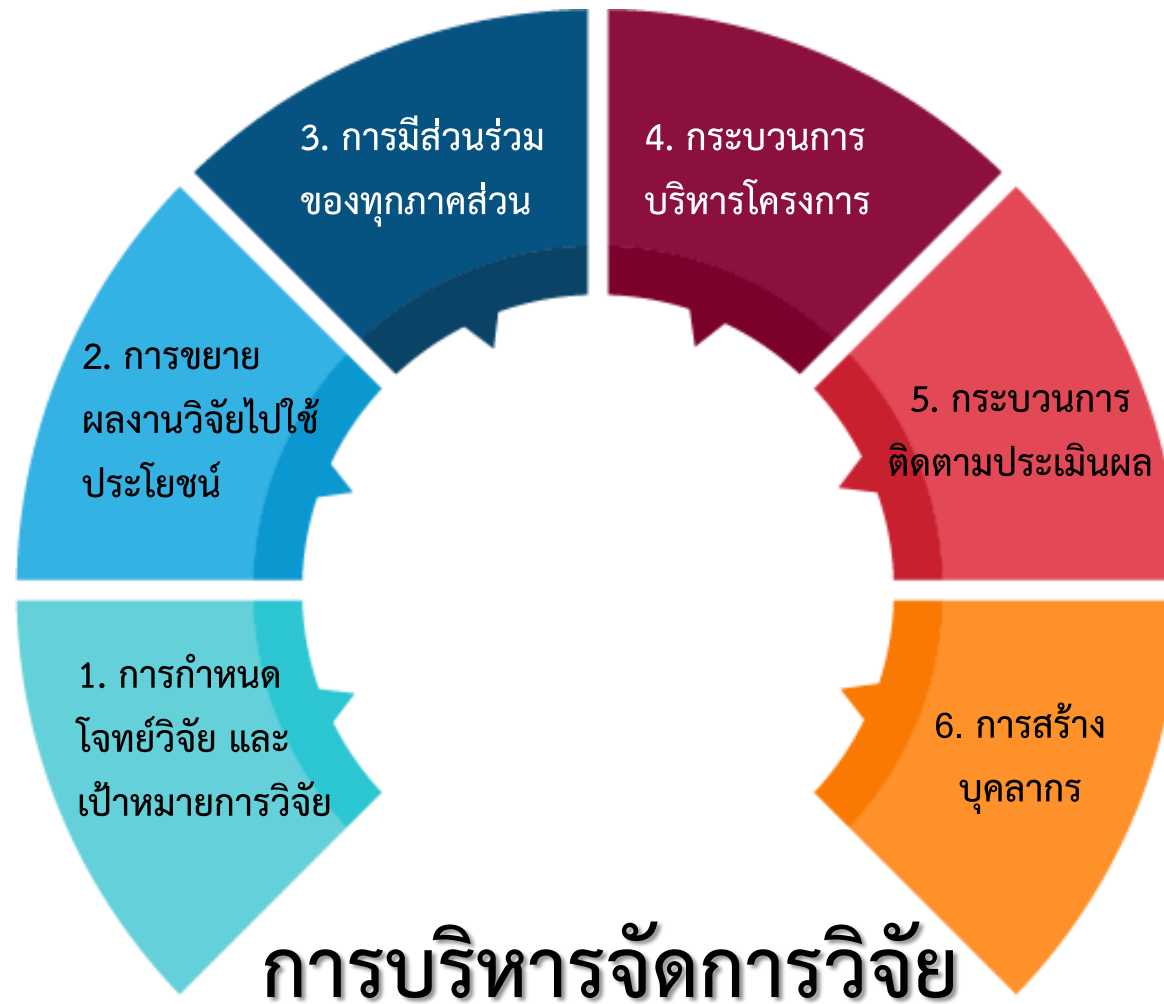 3. การมีส่วนร่วม
ของทุกภาคส่วน
4. กระบวนการ
บริหารโครงการ
2. การขยาย
ผลงานวิจัยไปใช้
ประโยชน์
5. กระบวนการ
ติดตามประเมินผล
1. การกำหนด
โจทย์วิจัย และ
เป้าหมายการวิจัย
6. การสร้าง
บุคลากร
การบริหารจัดการวิจัย